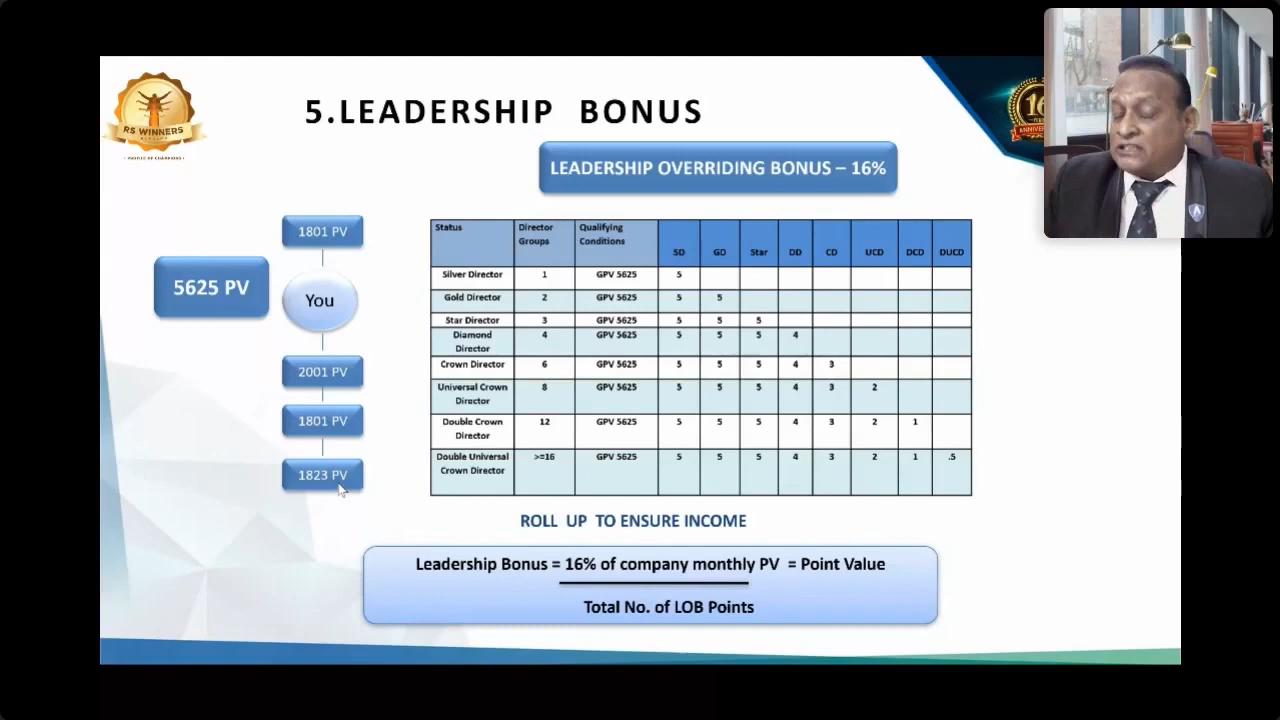 5.LEADERSHIP BONUS
RS WINNERS
- PEOPLE OF CHAMPIONS -
16
ANNIVERSARY
LEADERSHIP OVERRIDING BONUS – 16%
1801 PV
5625 PV
You
2001 PV
1801 PV
1823 PV
Status Director Groups Qualifying Conditions SD GD Star DD CD UCD DCD DUCD
Silver Director 1 GPV 5625 5
Gold Director 2 GPV 5625 5 5
Star Director 3 GPV 5625 5 5 5
Diamond Director 4 GPV 5625 5 5 5 4
Crown Director 6 GPV 5625 5 5 5 4 3
Universal Crown Director 8 GPV 5625 5 5 5 4 3 2
Double Crown Director 12 GPV 5625 5 5 5 4 3 2 1
Double Universal Crown Director >=16 GPV 5625 5 5 5 4 3 2 1 .5
ROLL UP TO ENSURE INCOME
Leadership Bonus = 16% of company monthly PV = Point Value
Total No. of LOB Points